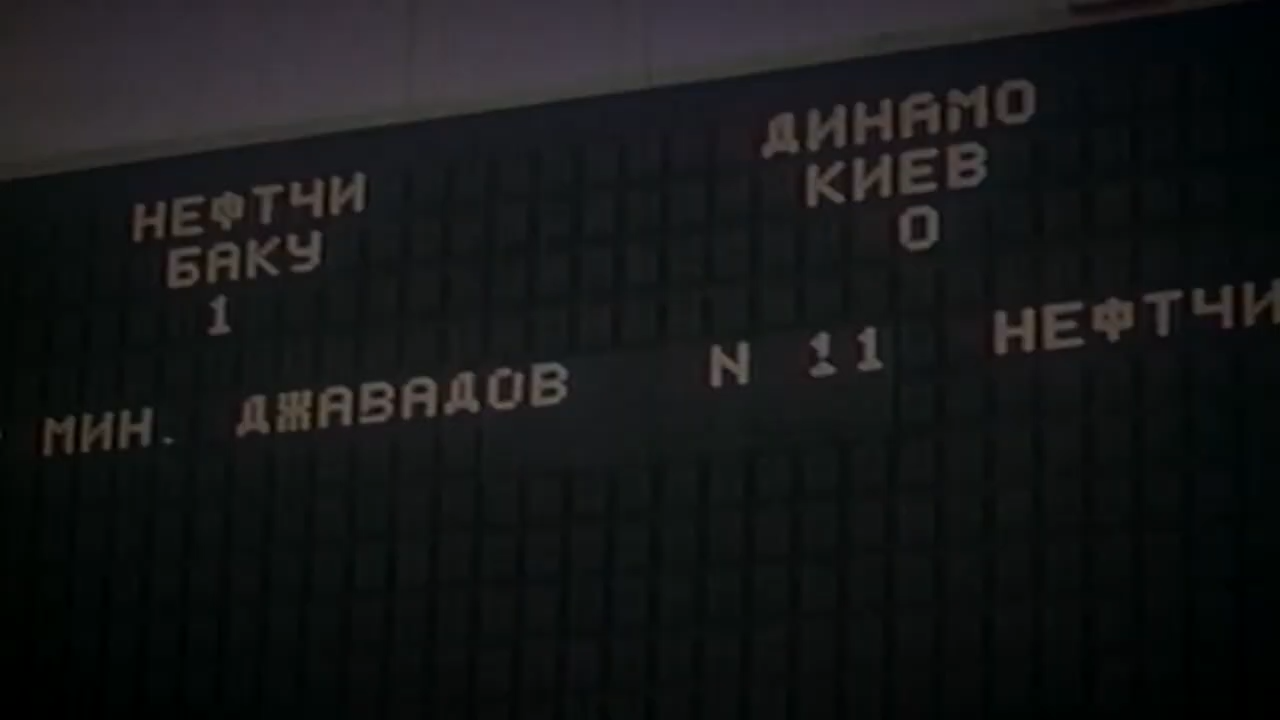 НЕФТЧИ
БАКУ
1
ДИНАМО
КИЕВ
0
МИН. ДЖАВАДОВ N 11 НЕФТЧИ